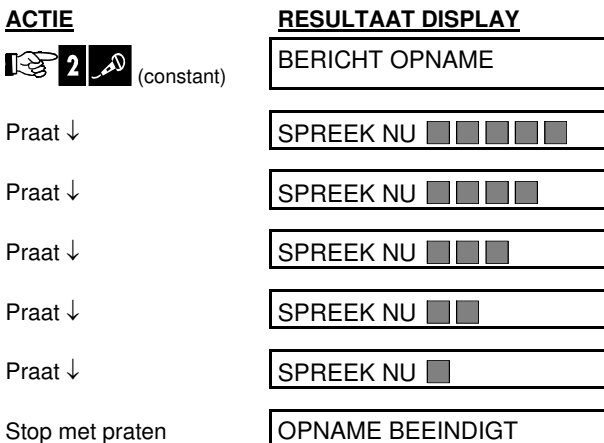 ACTIE RESULTAAT DISPLAY
2 (constant) BERICHT OPNAME
Praat ↓ SPREEK NU
Praat ↓ SPREEK NU
Praat ↓ SPREEK NU
Praat ↓ SPREEK NU
Praat ↓ SPREEK NU
Stop met praten OPNAME BEEINDIGT